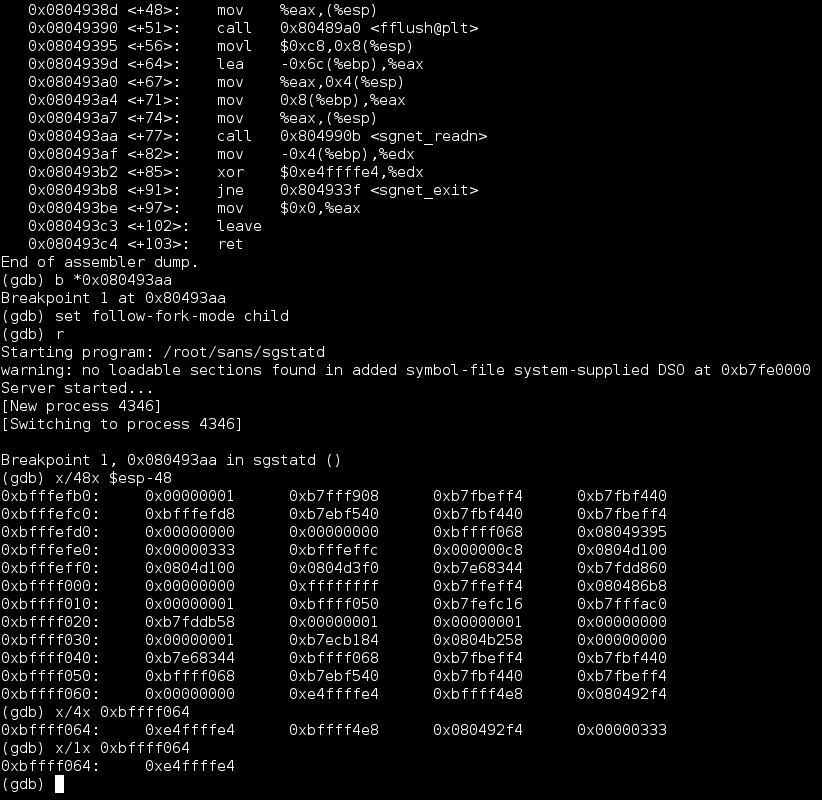 0x0804938d <+48>: mov %eax,(%esp)
0x08049390 <+51>: call 0x80489a0 <fflush@plt>
0x08049395 <+56>: movl $0xc8,0x8(%esp)
0x0804939d <+64>: lea -0x6c(%ebp),%eax
0x080493a0 <+67>: mov %eax,0x4(%esp)
0x080493a4 <+71>: mov 0x8(%ebp),%eax
0x080493a7 <+74>: mov %eax,(%esp)
0x080493aa <+77>: call 0x804990b <sgnet_readn>
0x080493af <+82>: mov -0x4(%ebp),%edx
0x080493b2 <+85>: xor $0xe4ffffe4,%edx
0x080493b8 <+91>: jne 0x804933f <sgnet_exit>
0x080493be <+97>: mov $0x0,%eax
0x080493c3 <+102>: leave
0x080493c4 <+103>: ret
End of assembler dump.
(gdb) b *0x080493aa
Breakpoint 1 at 0x80493aa
(gdb) set follow-fork-mode child
(gdb) r
Starting program: /root/sans/sgstatd
warning: no loadable sections found in added symbol-file system-supplied DSO at 0xb7fe0000
Server started...
[New process 4346]
[Switching to process 4346]
Breakpoint 1, 0x080493aa in sgstatd ()
(gdb) x/48x $esp-48
0xbfffefb0: 0x00000001 0xb7fff908 0xb7fbeff4 0xb7fbf440
0xbfffefc0: 0xbfffefd8 0xb7ebf540 0xb7fbf440 0xb7fbeff4
0xbfffefd0: 0x00000000 0x00000000 0xbffff068 0x08049395
0xbfffefe0: 0x00000333 0xbfffeffc 0x000000c8 0x0804d100
0xbfffeff0: 0x0804d100 0x0804d3f0 0xb7e68344 0xb7fdd860
0xbffff000: 0x00000000 0xffffffff 0xb7ffeff4 0x080486b8
0xbffff010: 0x00000001 0xbffff050 0xb7fefc16 0xb7fffac0
0xbffff020: 0xb7fddb58 0x00000001 0x00000001 0x00000000
0xbffff030: 0x00000001 0xb7ecb184 0x0804b258 0x00000000
0xbffff040: 0xb7e68344 0xbffff068 0xb7fbeff4 0xb7fbf440
0xbffff050: 0xbffff068 0xb7ebf540 0xb7fbf440 0xb7fbeff4
0xbffff060: 0x00000000 0xe4ffffe4 0xbffff4e8 0x080492f4
(gdb) x/4x 0xbffff064
0xbffff064: 0xe4ffffe4 0xbffff4e8 0x080492f4 0x00000333
(gdb) x/1x 0xbffff064
0xbffff064: 0xe4ffffe4
(gdb)